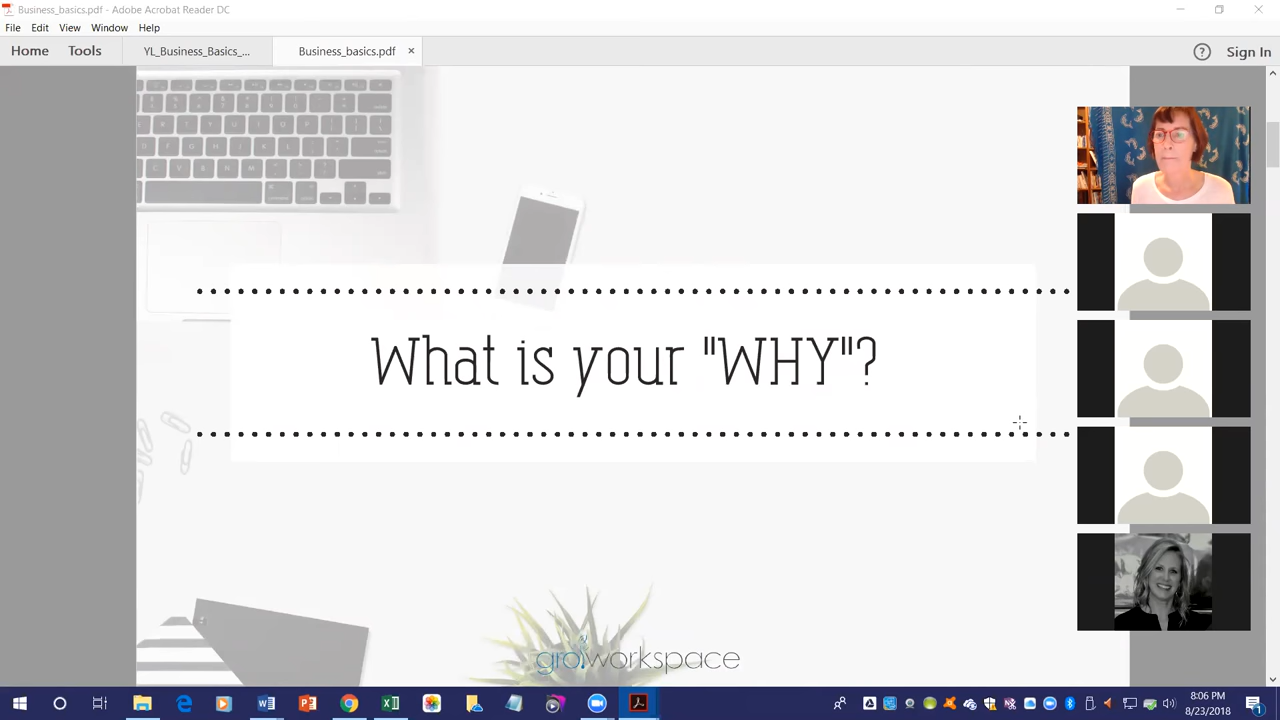 Business_basics.pdf - Adobe Acrobat Reader DC
File Edit View Window Help
Home Tools YL_Business_Basics_... Business_basics.pdf × ? Sign In
What is your "WHY"?
groworkspace
8:06 PM
8/23/2018